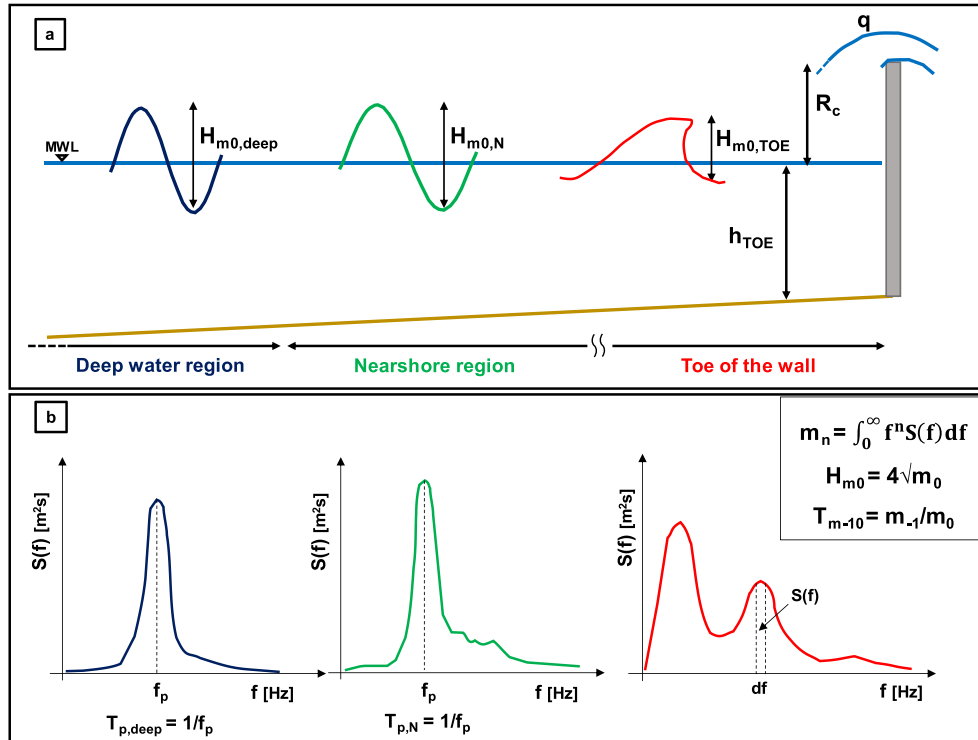 a
q
R_c
H_m0,deep
H_m0,N
H_m0,TOE
MWL
h_TOE
Deep water region
Nearshore region
Toe of the wall
b
m_n = ∫_0^∞ f^n S(f) df
H_m0 = 4√m_0
T_m-10 = m_-1/m_0
S(f) [m²s]
f_p
f [Hz]
T_p,deep = 1/f_p
S(f) [m²s]
f_p
f [Hz]
T_p,N = 1/f_p
S(f) [m²s]
S(f)
df
f [Hz]